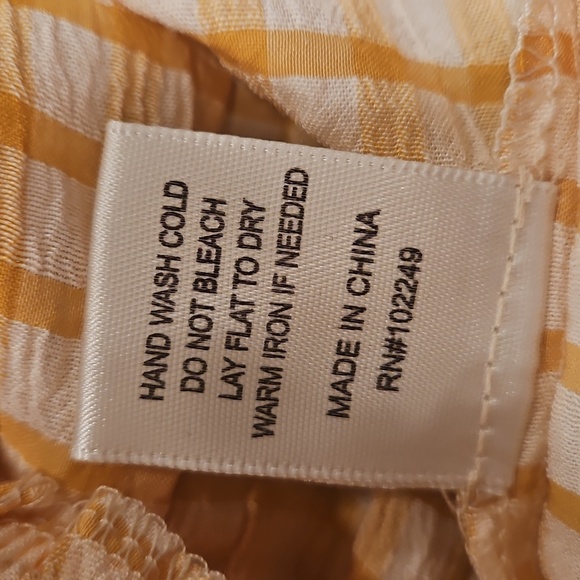 HAND WASH COLD
DO NOT BLEACH
LAY FLAT TO DRY
WARM IRON IF NEEDED
MADE IN CHINA
RN#102249